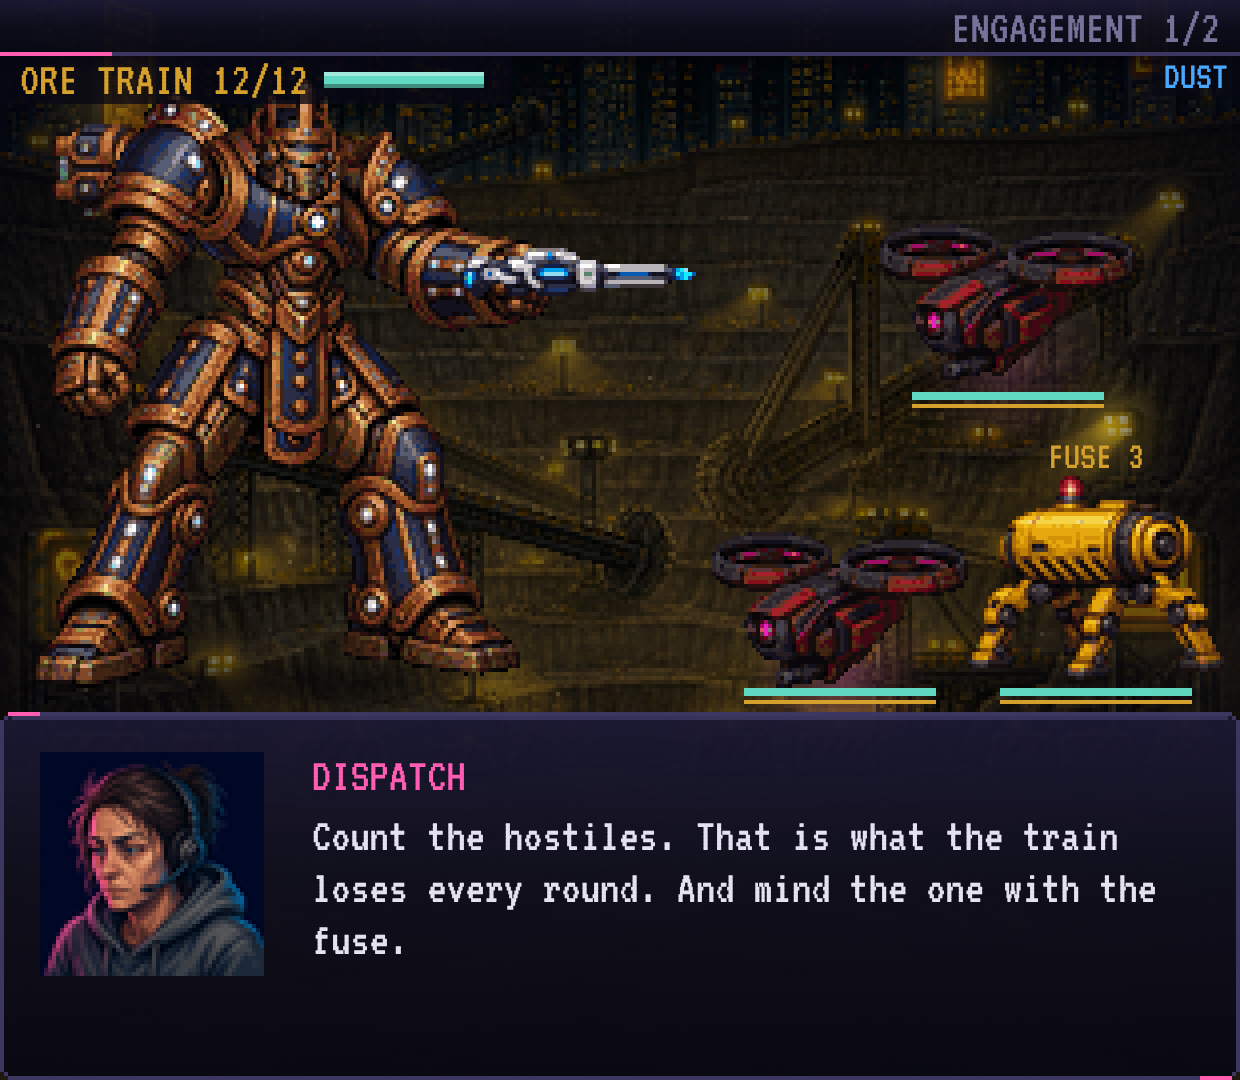 ENGAGEMENT 1/2
ORE TRAIN 12/12
DUST
FUSE 3
DISPATCH
Count the hostiles. That is what the train
loses every round. And mind the one with the
fuse.